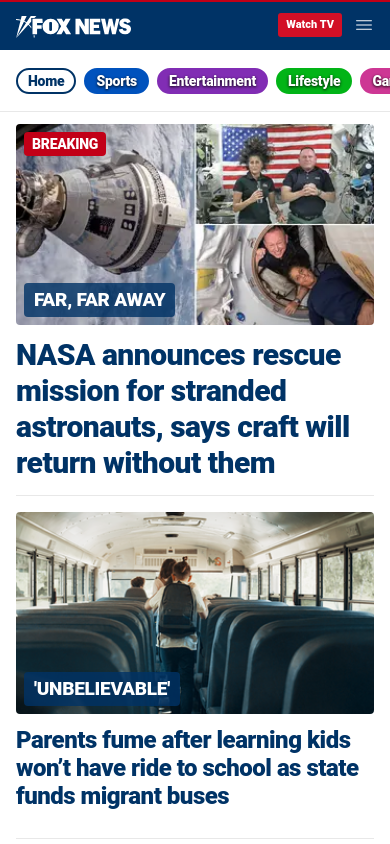 FOX NEWS
Watch TV
Home
Sports
Entertainment
Lifestyle
BREAKING
FAR, FAR AWAY
NASA announces rescue
mission for stranded
astronauts, says craft will
return without them
'UNBELIEVABLE'
Parents fume after learning kids
won’t have ride to school as state
funds migrant buses